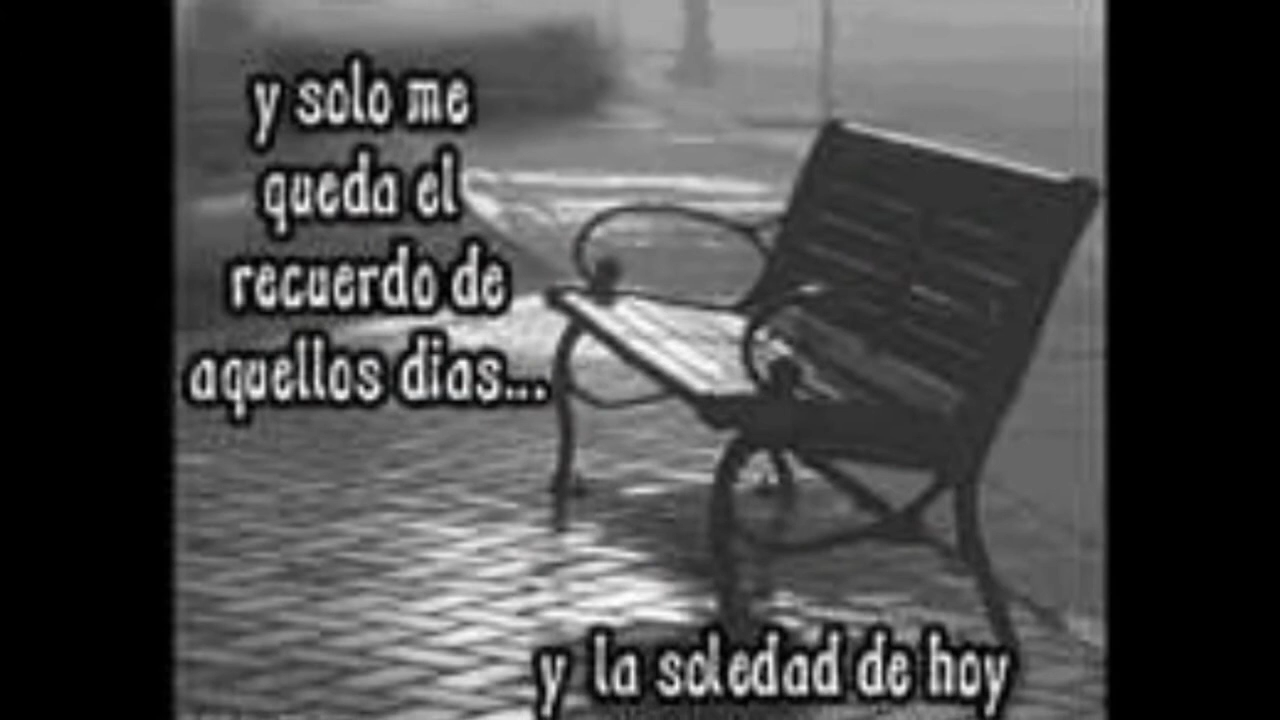 y solo me
queda el
recuerdo de
aquellos dias...
y la soledad de hoy